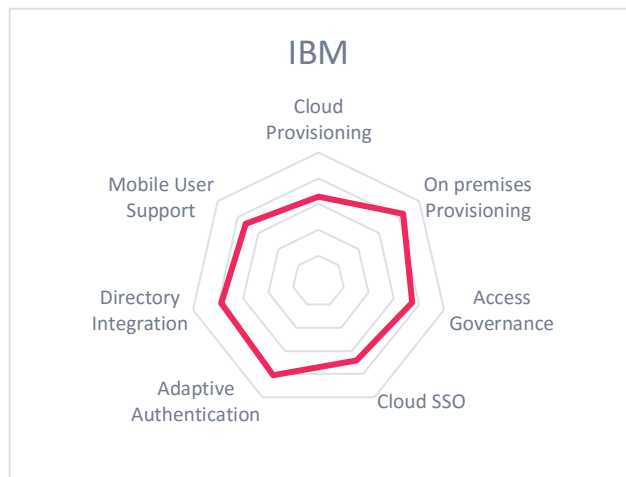 IBM
Cloud
Provisioning
On premises
Provisioning
Access
Governance
Cloud SSO
Adaptive
Authentication
Directory
Integration
Mobile User
Support